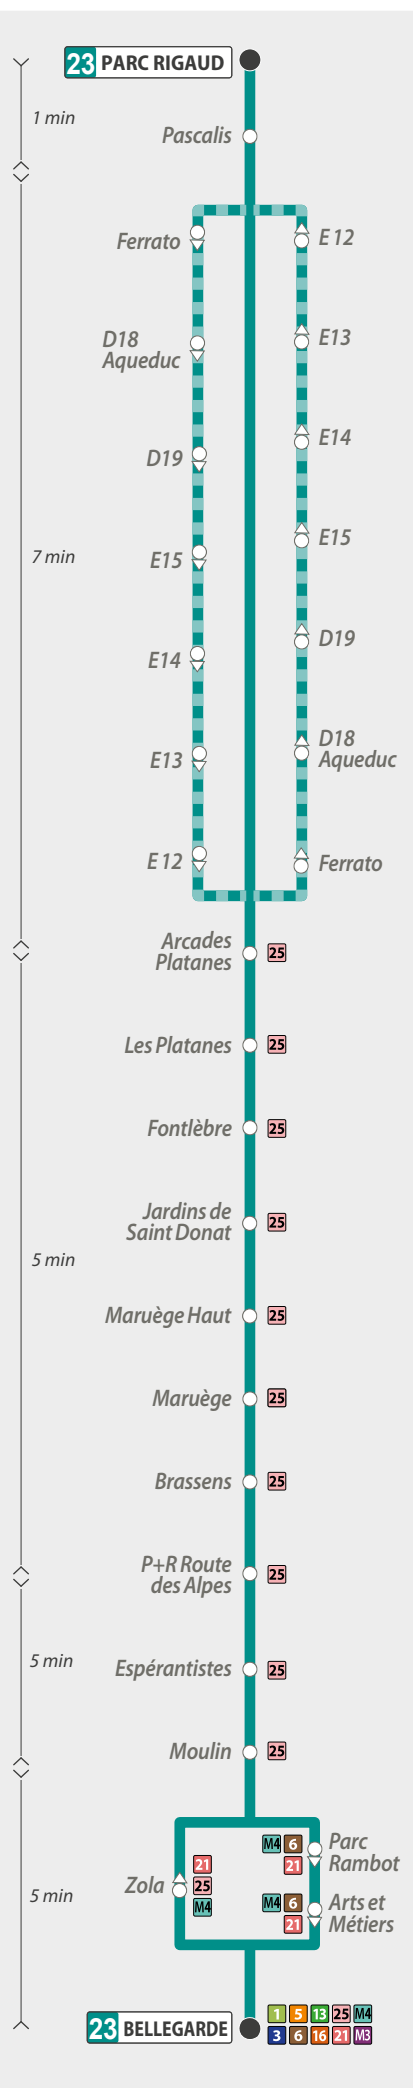 23 PARC RIGAUD
1 min
Pascalis
Ferrato
E 12
D18
Aqueduc
E13
D19
E14
7 min
E15
E15
E14
D19
E13
D18
Aqueduc
E 12
Ferrato
Arcades
Platanes
25
Les Platanes 25
Fontlèbre 25
Jardins de
Saint Donat
25
5 min
Maruège Haut 25
Maruège 25
Brassens 25
P+R Route
des Alpes
25
5 min
Espérantistes 25
Moulin 25
5 min
Zola
21
25
M4
M4 6
21
Parc
Rambot
M4 6
21
Arts et
Métiers
23 BELLEGARDE
1 5 13 25 M4
3 6 16 21 M3